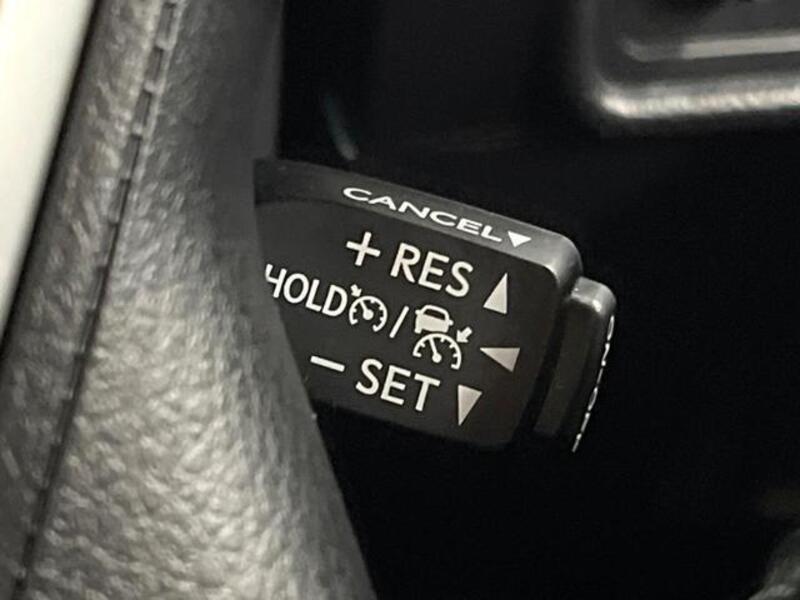 CANCEL▼
+ RES ▲
HOLD / ◀
− SET ▼